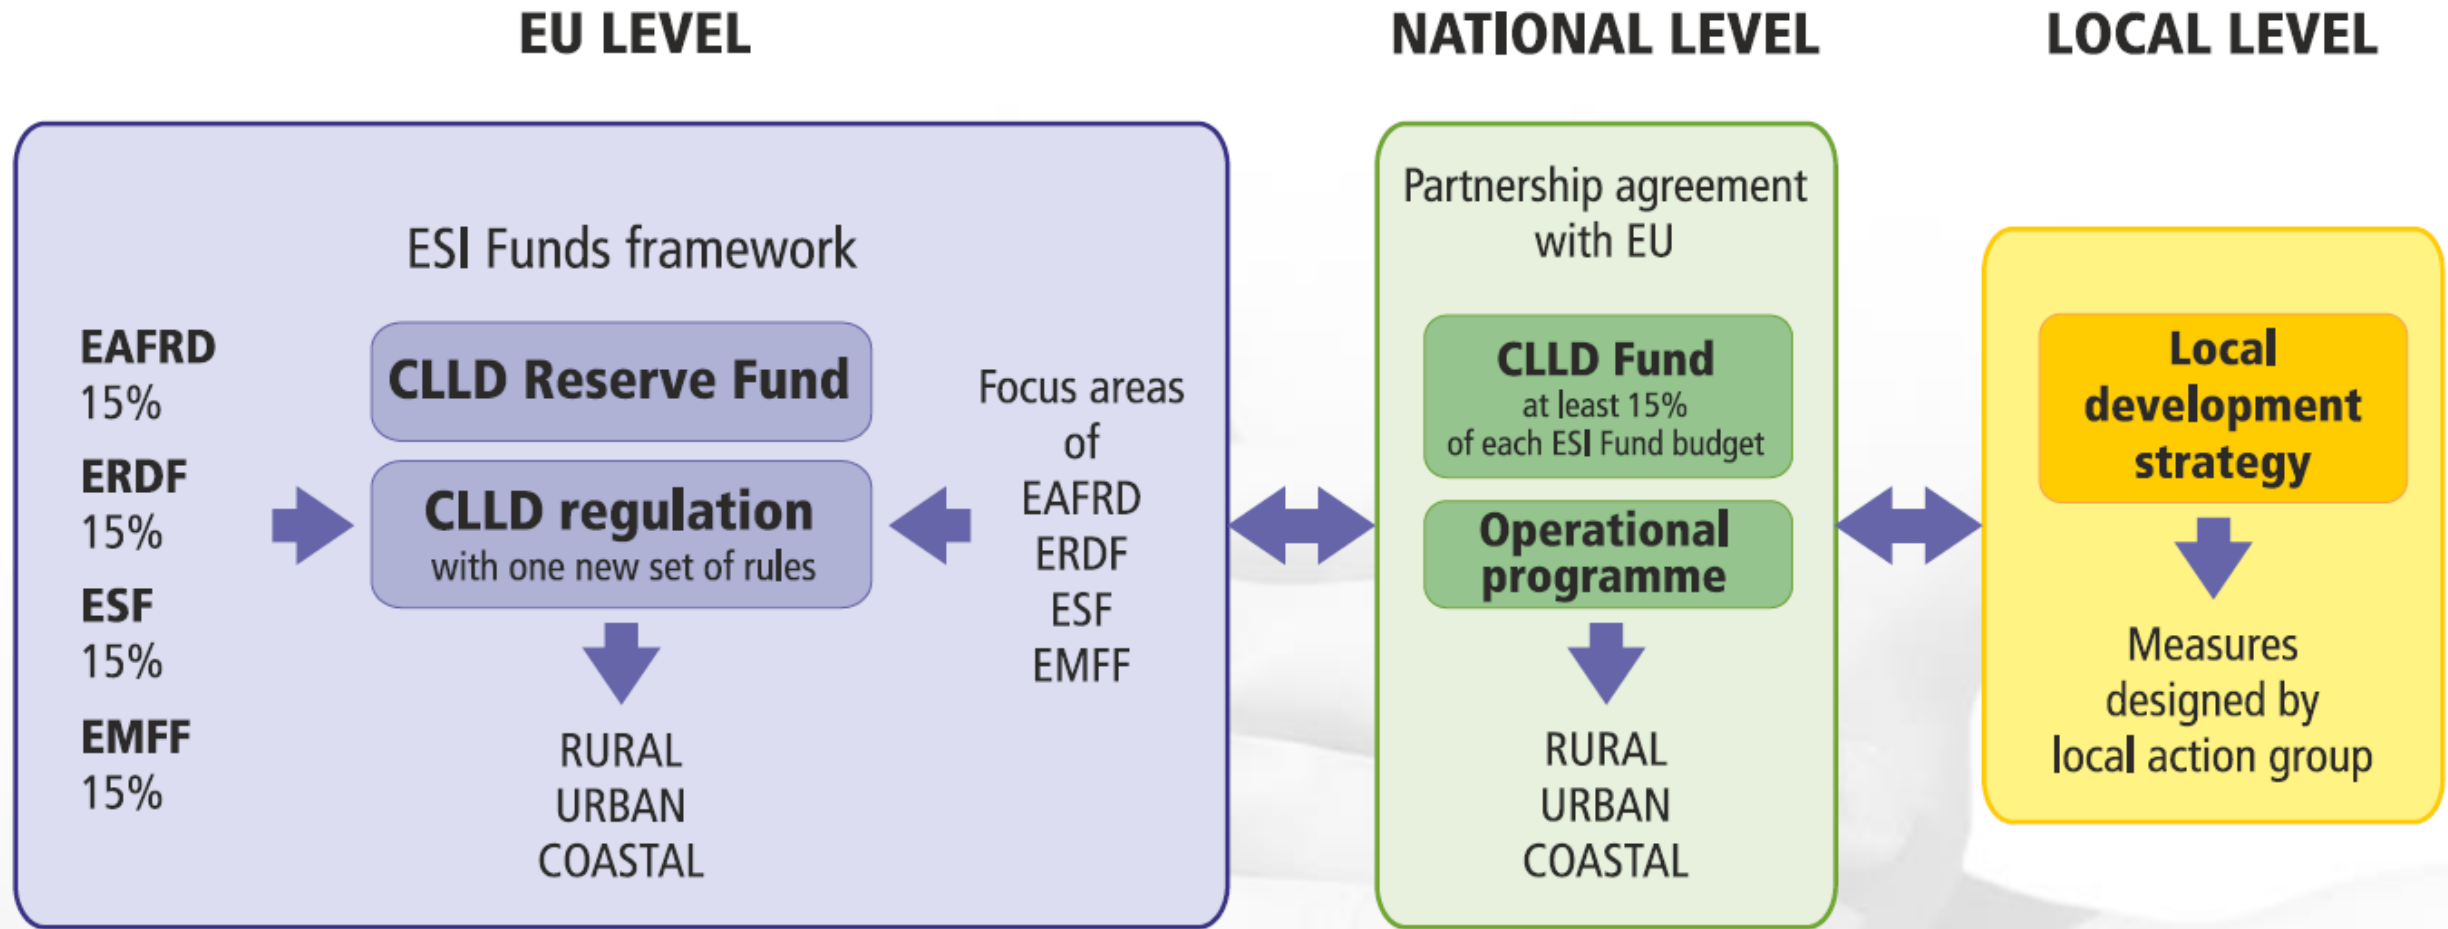 EU LEVEL
NATIONAL LEVEL
LOCAL LEVEL
ESI Funds framework
EAFRD
15%
ERDF
15%
ESF
15%
EMFF
15%
CLLD Reserve Fund
CLLD regulation
with one new set of rules
RURAL
URBAN
COASTAL
Focus areas
of
EAFRD
ERDF
ESF
EMFF
Partnership agreement
with EU
CLLD Fund
at least 15%
of each ESI Fund budget
Operational
programme
RURAL
URBAN
COASTAL
Local
development
strategy
Measures
designed by
local action group